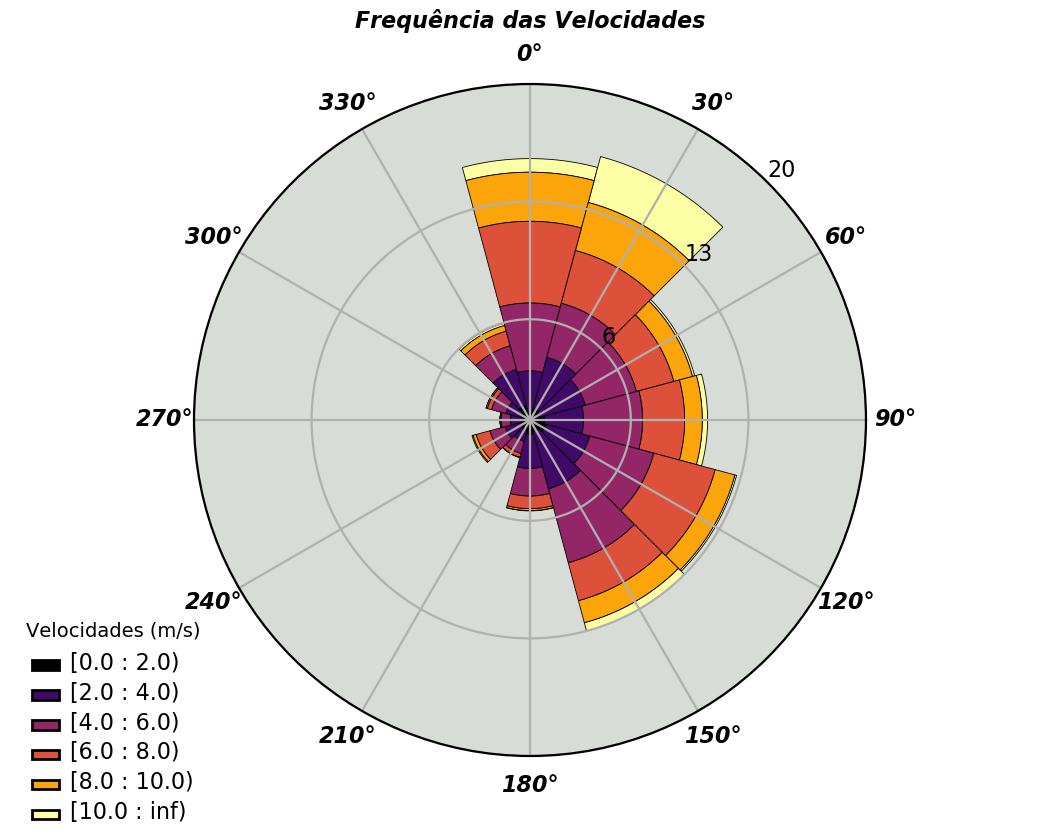 Frequência das Velocidades
0°
330°
30°
20
300°
60°
13
6
270°
90°
240°
120°
Velocidades (m/s)
[0.0 : 2.0)
[2.0 : 4.0)
[4.0 : 6.0)
210°
150°
[6.0 : 8.0)
180°
[8.0 : 10.0)
[10.0 : inf)